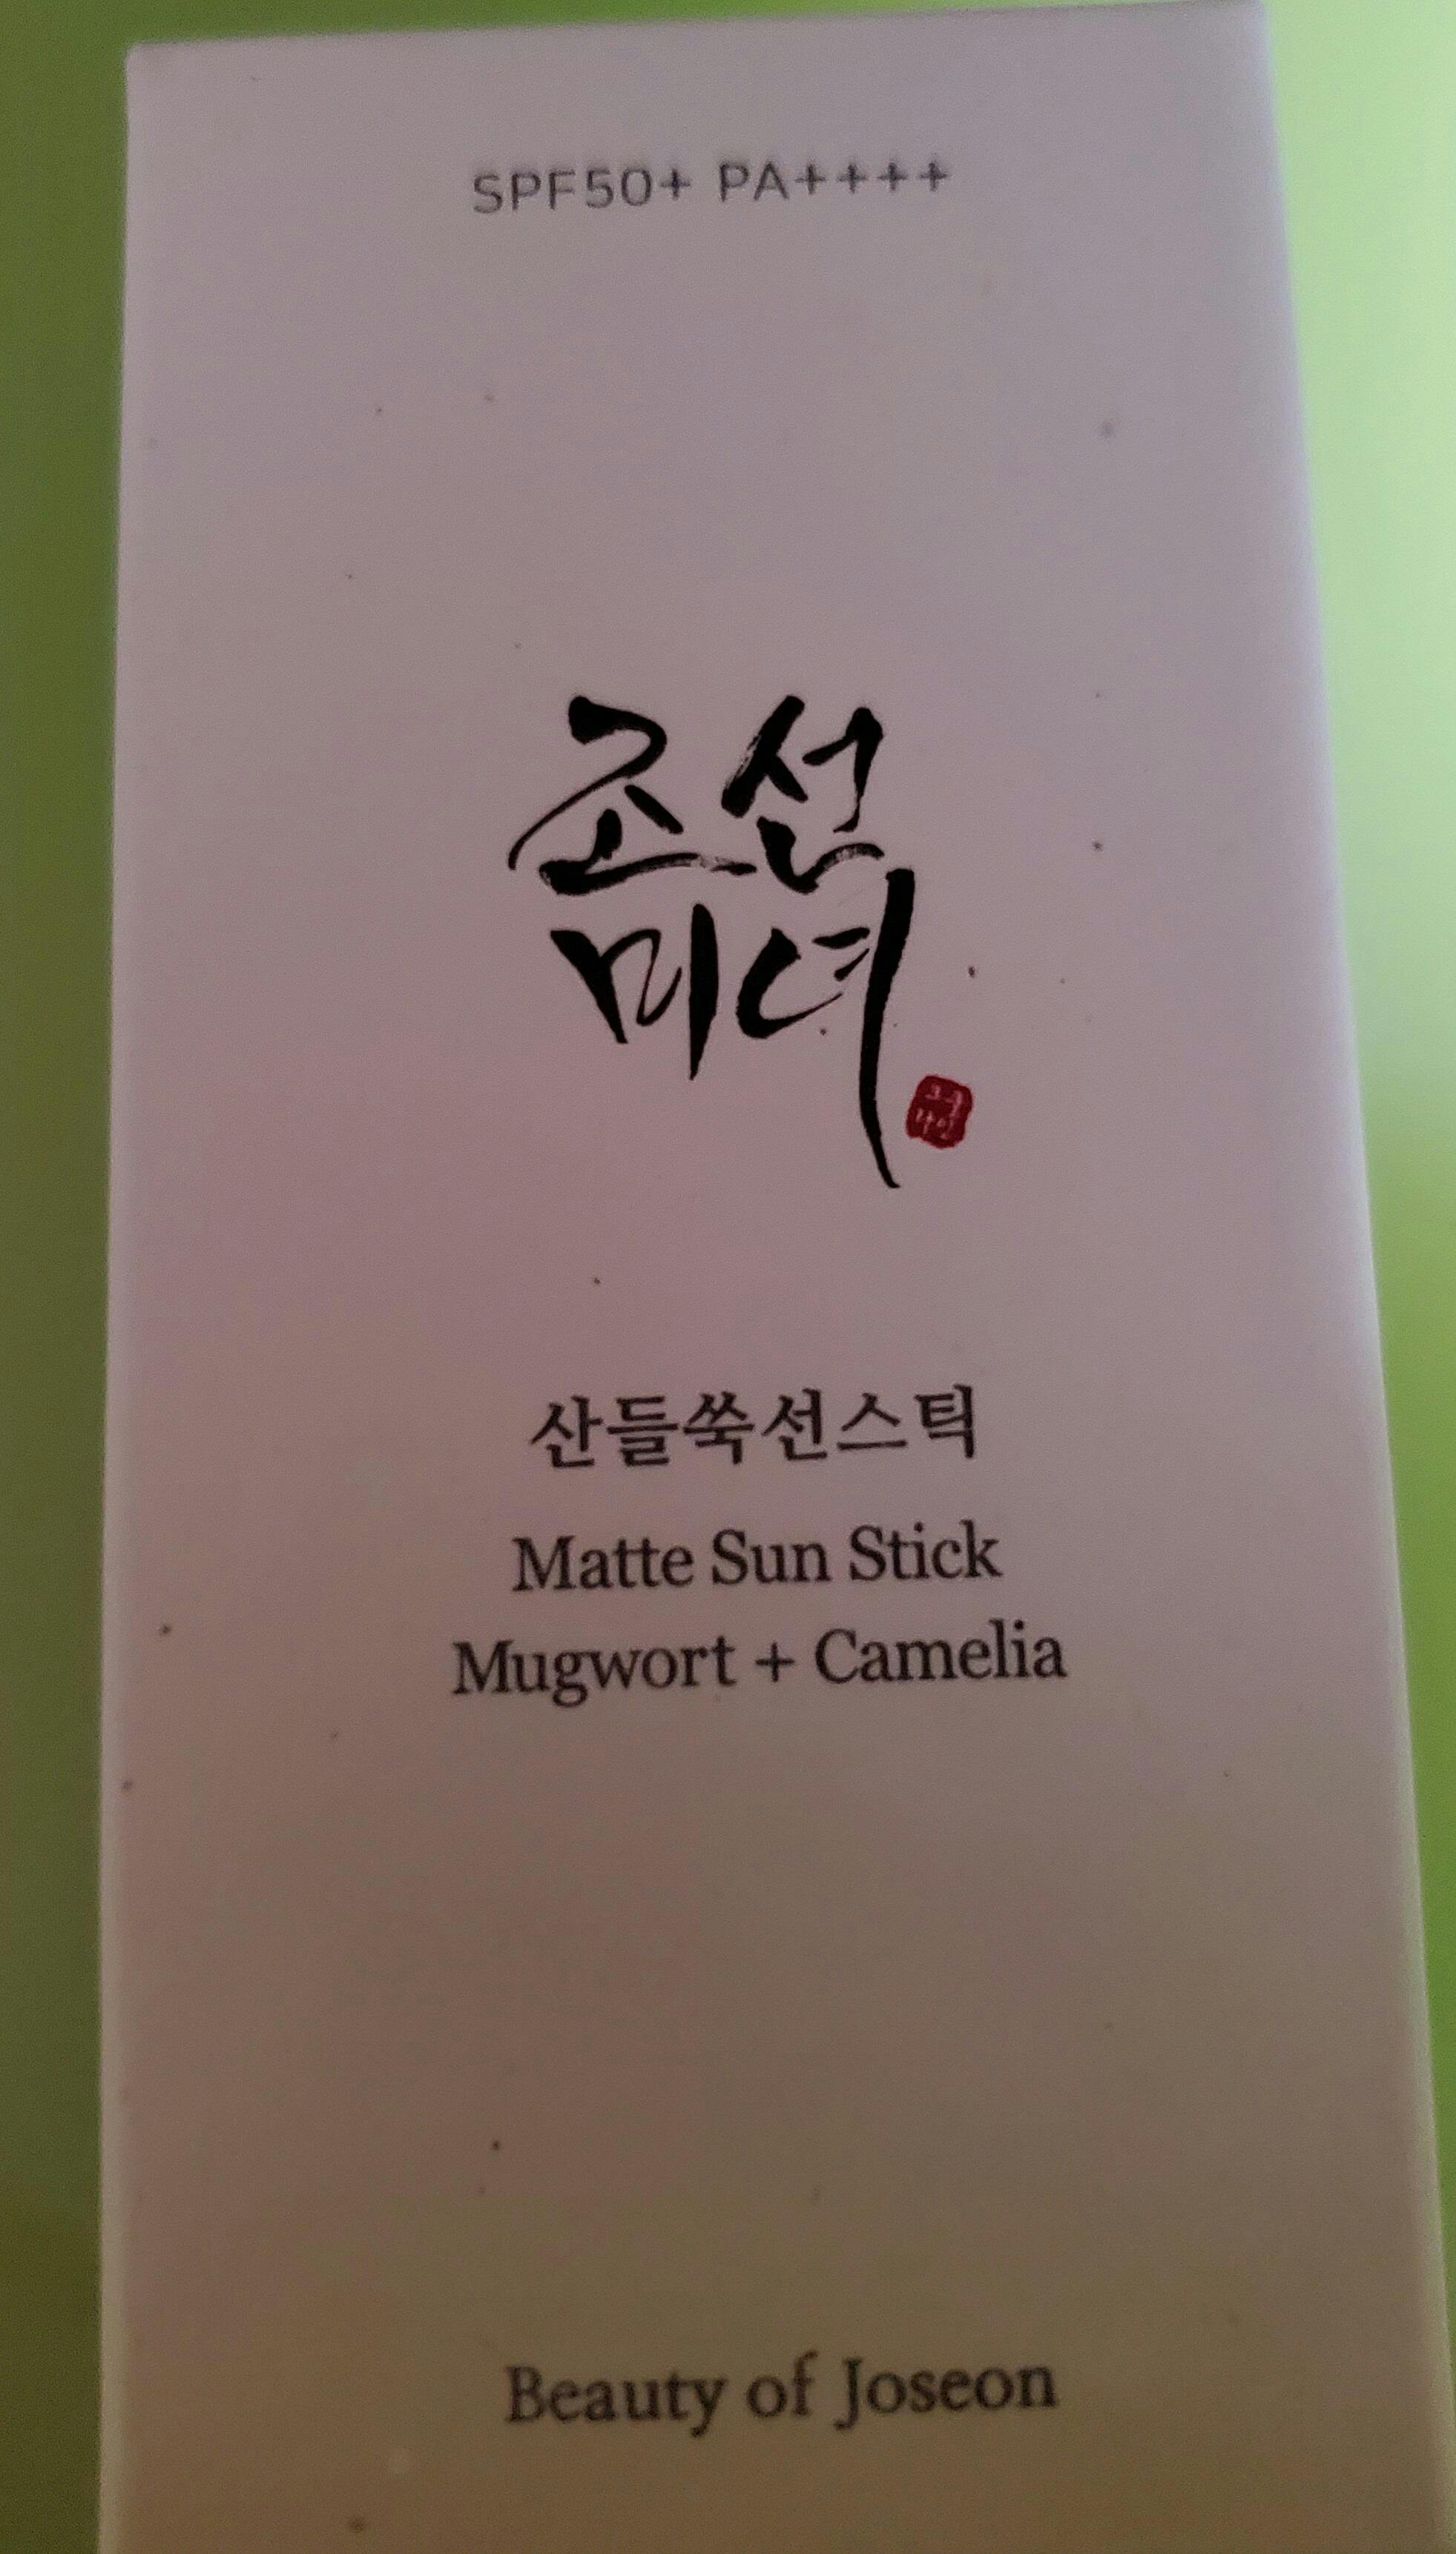 SPF50+ PA++++
조선
미녀
산들쑥선스틱
Matte Sun Stick
Mugwort + Camelia
Beauty of Joseon